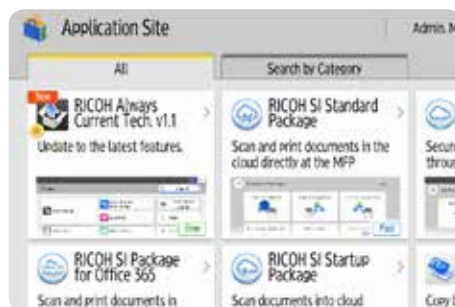 Application Site
Admin. M
All
Search by Category
New
RICOH Always
Current Tech. v1.1
Update to the latest features.
Free
RICOH SI Standard
Package
Scan and print documents in the
cloud directly at the MFP
Paid
Secur
throu
RICOH SI Package
for Office 365
Scan and print documents in
RICOH SI Startup
Package
Scan documents into cloud
Copy I